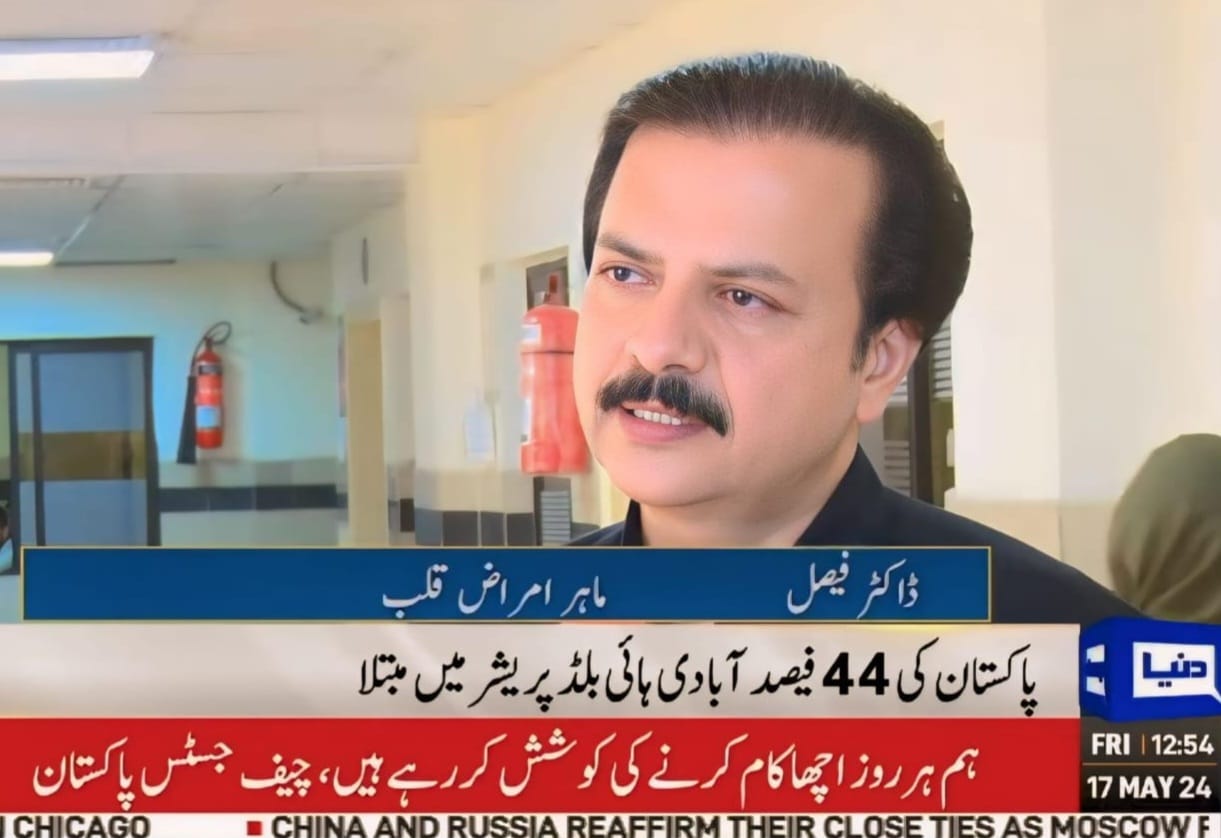 ڈاکٹر فیصل ماہر امراض قلب
پاکستان کی 44 فیصد آبادی ہائی بلڈ پریشر میں مبتلا
دنیا
ہم ہر روز اچھا کام کرنے کی کوشش کر رہے ہیں، چیف جسٹس پاکستان
FRI 12:54
17 MAY 24
CHICAGO ■ CHINA AND RUSSIA REAFFIRM THEIR CLOSE TIES AS MOSCOW